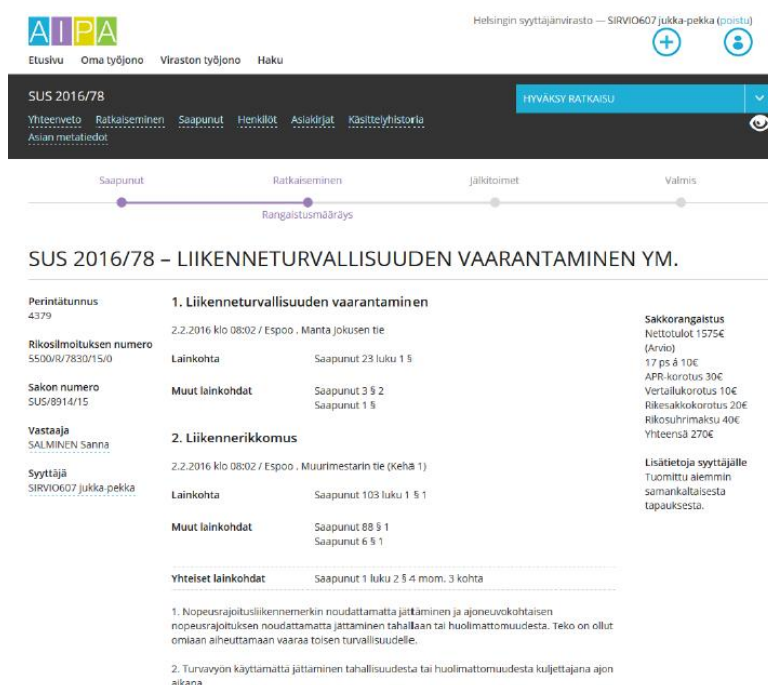 AIPA
Helsingin syyttäjänvirasto — SIRVIO607 jukka-pekka (poistu)
Etusivu Oma työjono Viraston työjono Haku
SUS 2016/78
HYVÄKSY RATKAISU
Yhteenveto Ratkaiseminen Saapunut Henkilöt Asiakirjat Käsittelyhistoria
Asian metatiedot
Saapunut Ratkaiseminen Jälkitoimet Valmis
Rangaistusmääräys
SUS 2016/78 – LIIKENNETURVALLISUUDEN VAARANTAMINEN YM.
Perintätunnus
4379
Rikosilmoituksen numero
5500/R/7830/15/0
Sakon numero
SUS/8914/15
Vastaaja
SALMINEN Sanna
Syyttäjä
SIRVIO607 jukka-pekka
1. Liikenneturvallisuuden vaarantaminen
2.2.2016 klo 08:02 / Espoo , Manta Jokusen tie
Lainkohta Saapunut 23 luku 1 §
Muut lainkohdat Saapunut 3 § 2
Saapunut 1 §
2. Liikennerikkomus
2.2.2016 klo 08:02 / Espoo , Muurimestarin tie (Kehä 1)
Lainkohta Saapunut 103 luku 1 § 1
Muut lainkohdat Saapunut 88 § 1
Saapunut 6 § 1
Yhteiset lainkohdat Saapunut 1 luku 2 § 4 mom. 3 kohta
1. Nopeusrajoitusliikennemerkin noudattamatta jättäminen ja ajoneuvokohtaisen
nopeusrajoituksen noudattamatta jättäminen tahallaan tai huolimattomuudesta. Teko on ollut
omiaan aiheuttamaan vaaraa toisen turvallisuudelle.
2. Turvavyön käyttämättä jättäminen tahallisuudesta tai huolimattomuudesta kuljettajana ajon
aikana
Sakkorangaistus
Nettotulot 1575€
(Arvio)
17 ps á 10€
APR-korotus 30€
Vertailukorotus 10€
Rikesakkokorotus 20€
Rikosuhrimaksu 40€
Yhteensä 270€
Lisätietoja syyttäjälle
Tuomittu aiemmin
samankaltaisesta
tapauksesta.